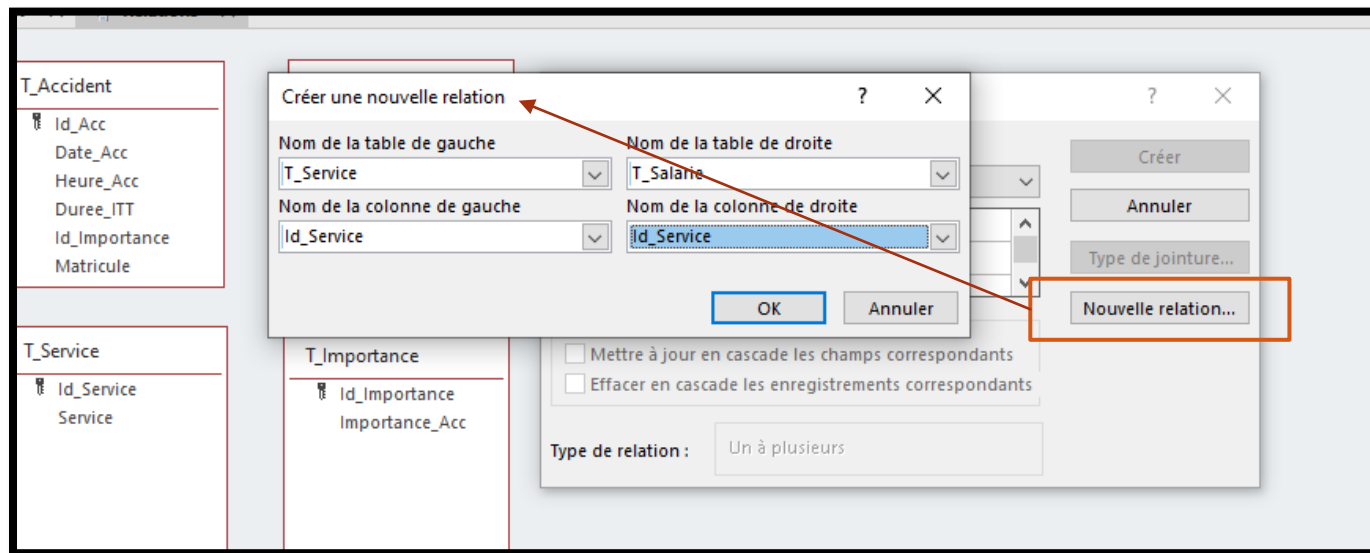 T_Accident
Id_Acc
Date_Acc
Heure_Acc
Duree_ITT
Id_Importance
Matricule
T_Service
Id_Service
Service
T_Importance
Id_Importance
Importance_Acc
Créer une nouvelle relation ? ×
Nom de la table de gauche Nom de la table de droite
T_Service T_Salarie
Nom de la colonne de gauche Nom de la colonne de droite
Id_Service Id_Service
OK Annuler
? ×
Créer
Annuler
Type de jointure...
Nouvelle relation...
Mettre à jour en cascade les champs correspondants
Effacer en cascade les enregistrements correspondants
Type de relation : Un à plusieurs